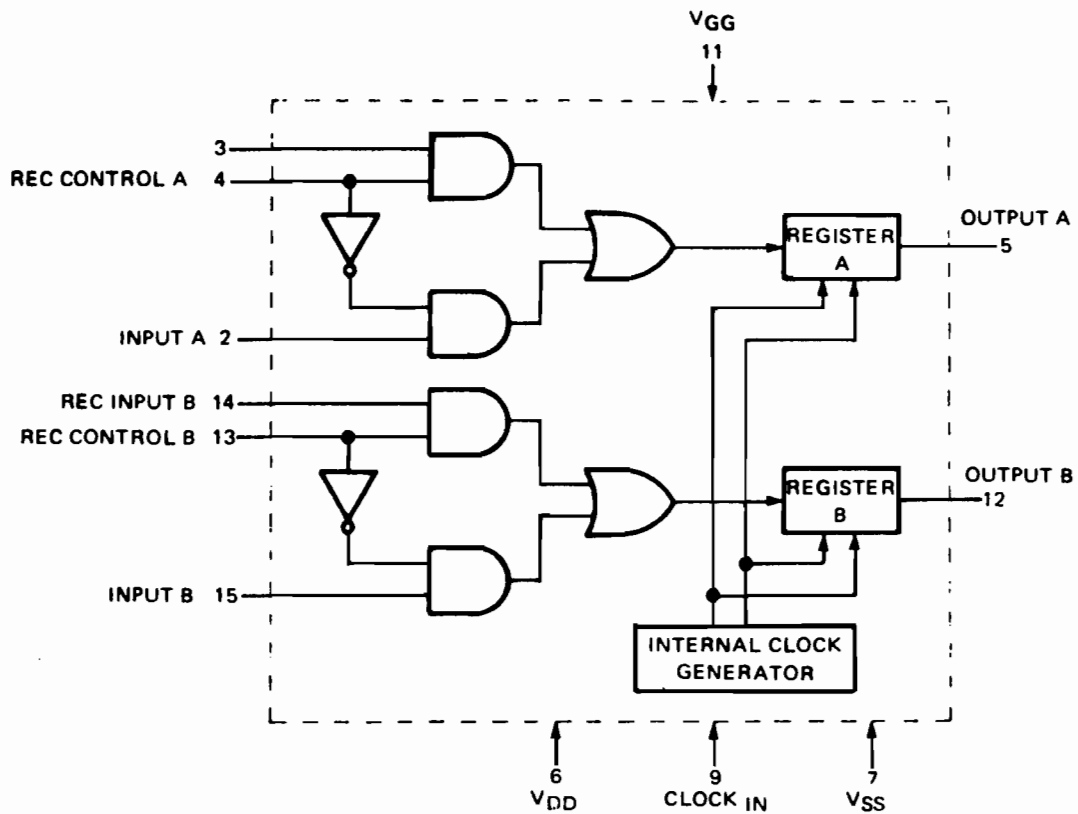 VGG
11
3
REC CONTROL A 4
INPUT A 2
REC INPUT B 14
REC CONTROL B 13
INPUT B 15
REGISTER
A
OUTPUT A
5
REGISTER
B
OUTPUT B
12
INTERNAL CLOCK
GENERATOR
6
VDD
9
CLOCK IN
7
VSS